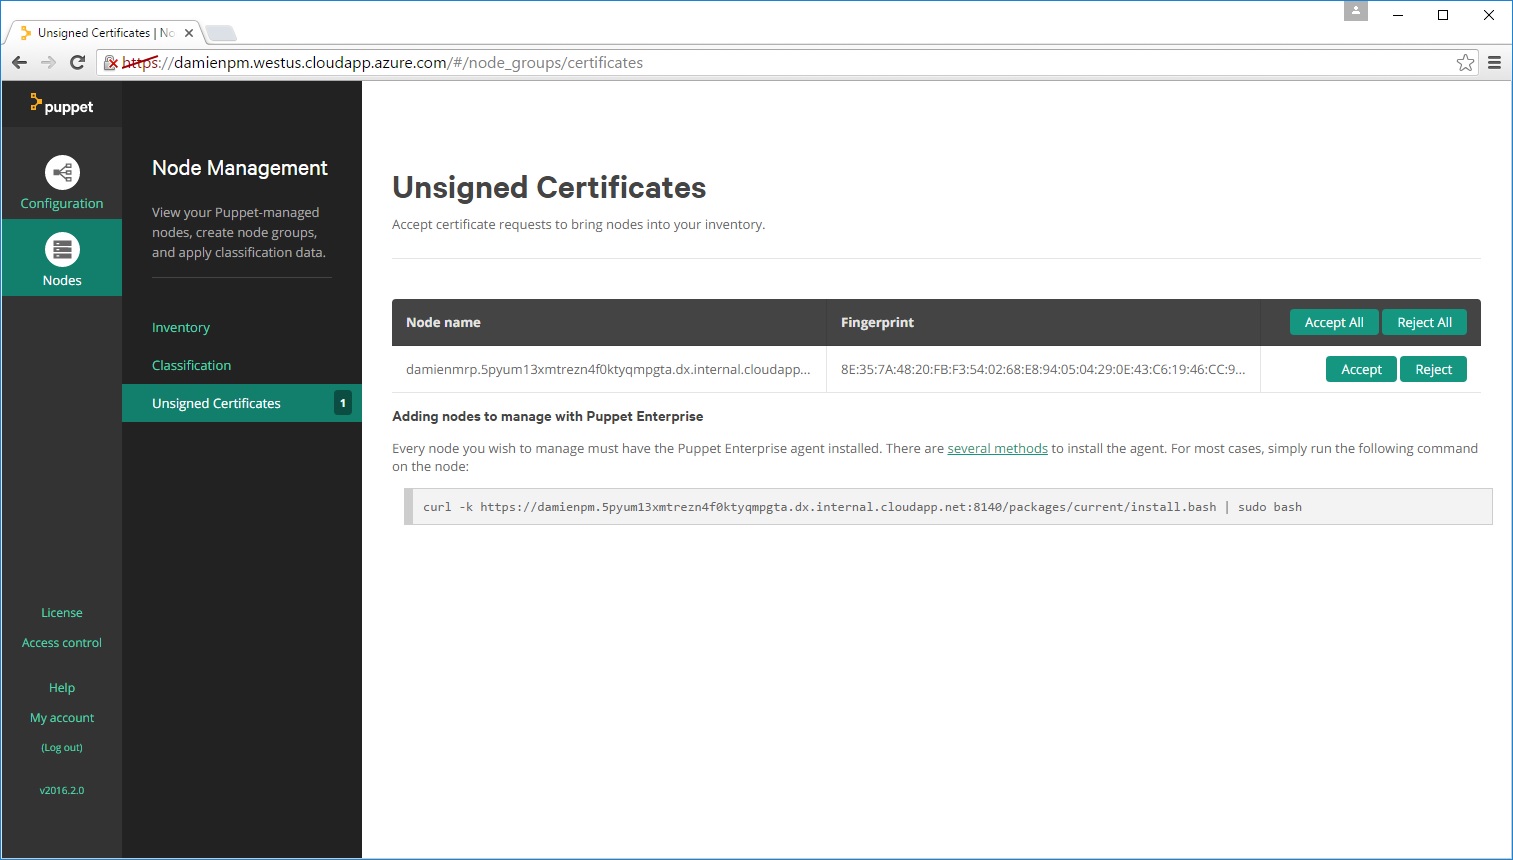 Unsigned Certificates | No
https://damienpm.westus.cloudapp.azure.com/#/node_groups/certificates
puppet
Configuration
Nodes
License
Access control
Help
My account
(Log out)
v2016.2.0
Node Management
View your Puppet-managed
nodes, create node groups,
and apply classification data.
Inventory
Classification
Unsigned Certificates 1
Unsigned Certificates
Accept certificate requests to bring nodes into your inventory.
Node name Fingerprint Accept All Reject All
damienmrp.5pyum13xmtrezn4f0ktyqmpgta.dx.internal.cloudapp... 8E:35:7A:48:20:FB:F3:54:02:68:E8:94:05:04:29:0E:43:C6:19:46:CC:9... Accept Reject
Adding nodes to manage with Puppet Enterprise
Every node you wish to manage must have the Puppet Enterprise agent installed. There are several methods to install the agent. For most cases, simply run the following command
on the node:
curl -k https://damienpm.5pyum13xmtrezn4f0ktyqmpgta.dx.internal.cloudapp.net:8140/packages/current/install.bash | sudo bash